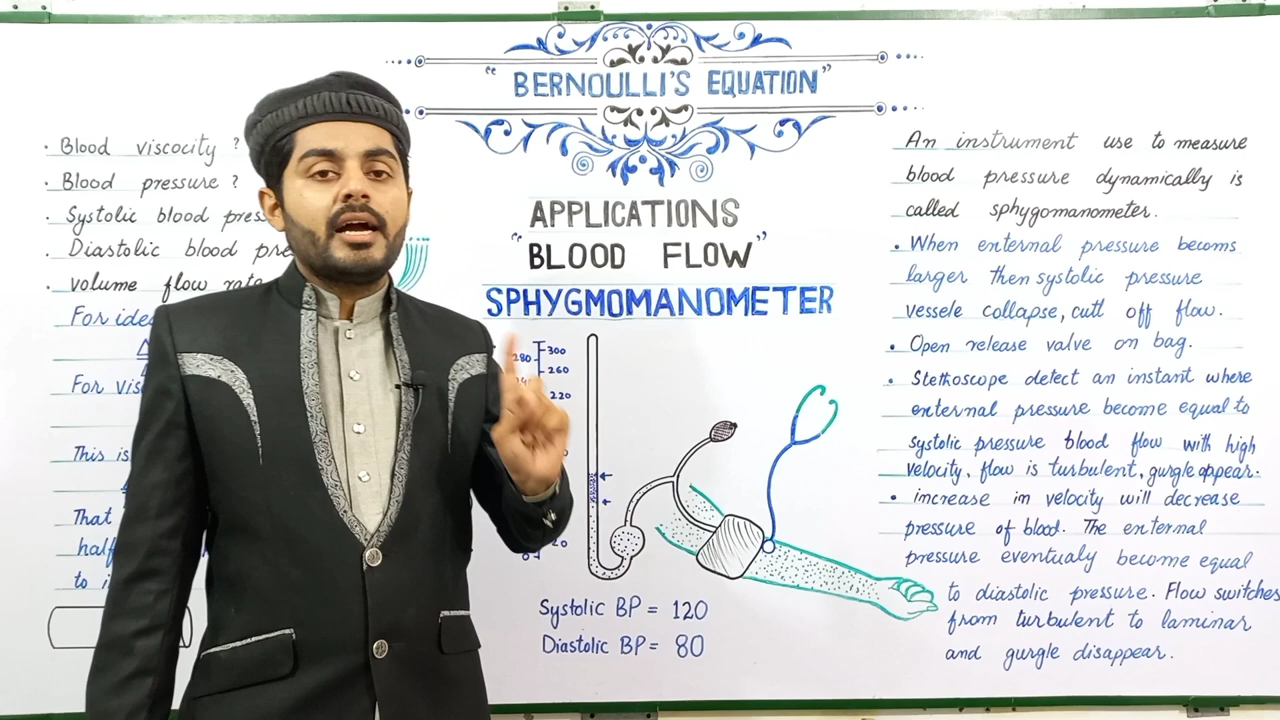 "BERNOULLI'S EQUATION"
APPLICATIONS
"BLOOD FLOW"
SPHYGMOMANOMETER
· Blood viscocity ?
· Blood pressure ?
· Systolic blood press
· Diastolic blood pre
· volume flow rate
For ide
For vis
This is
That
half
to i
280
300
260
220
20
0
Systolic BP = 120
Diastolic BP = 80
An instrument use to measure
blood pressure dynamically is
called sphygomanometer.
· When enternal pressure becoms
larger then systolic pressure
vessele collapse, cutt off flow.
· Open release valve on bag.
· Stethoscope detect an instant where
enternal pressure become equal to
systolic pressure blood flow with high
velocity, flow is turbulent, gurgle appear.
· increase in velocity will decrease
pressure of blood. The enternal
pressure eventualy become equal
to diastolic pressure. Flow switches
from turbulent to laminar
and gurgle disappear.